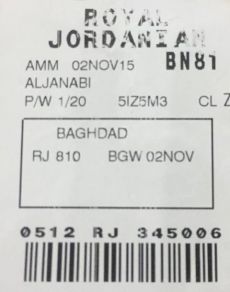 ROYAL
JORDANIAN
AMM 02NOV15 BN81
ALJANABI
P/W 1/20 5IZ5M3 CL Z
BAGHDAD
RJ 810 BGW 02NOV
0512 RJ 345006